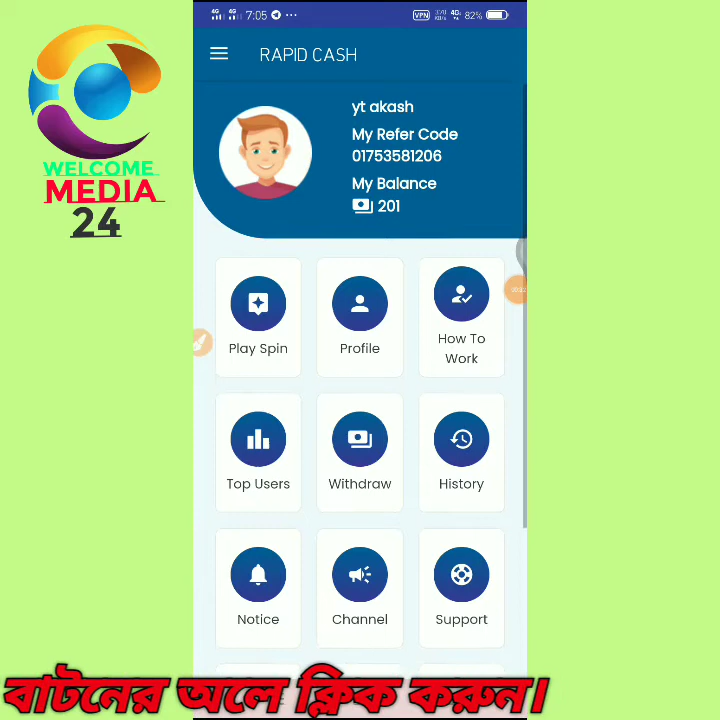 7:05
VPN
82%
RAPID CASH
yt akash
My Refer Code
01753581206
My Balance
201
WELCOME
MEDIA
24
Play Spin
Profile
How To
Work
Top Users
Withdraw
History
Notice
Channel
Support
বাটনের অলে ক্লিক করুন।